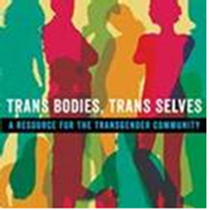 TRANS BODIES, TRANS SELVES
A RESOURCE FOR THE TRANSGENDER COMMUNITY